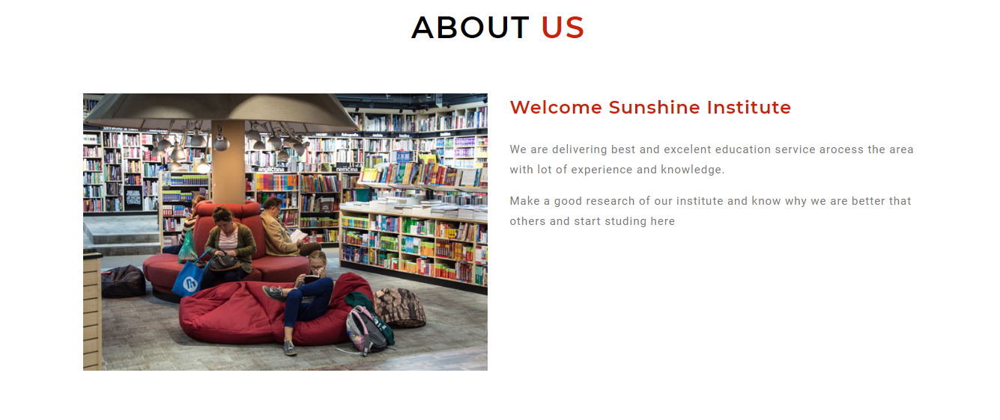 ABOUT US
Welcome Sunshine Institute
angličtina
němčina
We are delivering best and excelent education service arocess the area
with lot of experience and knowledge.
Make a good research of our institute and know why we are better that
others and start studing here